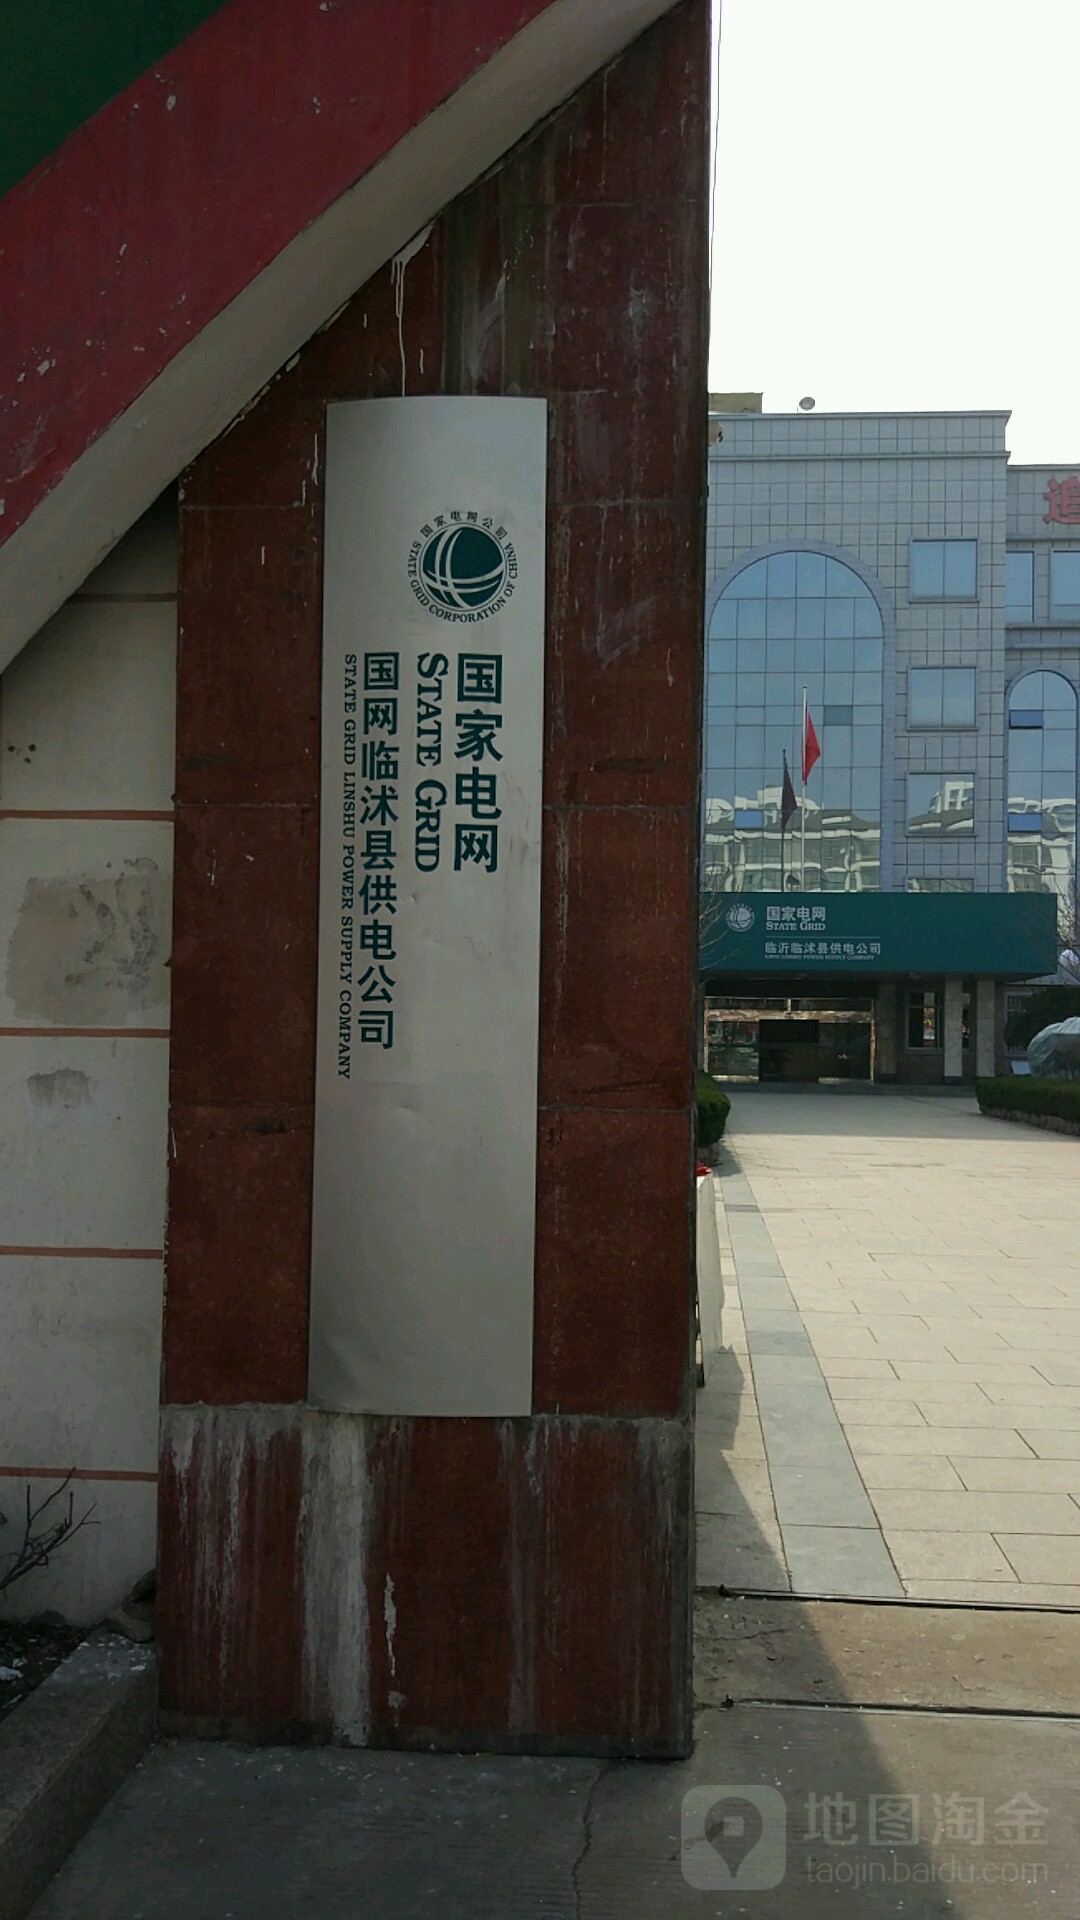 国家电网公司
STATE GRID CORPORATION OF CHINA
国家电网
STATE GRID
国网临沭县供电公司
STATE GRID LINSHU POWER SUPPLY COMPANY
追
国家电网
STATE GRID
临沂临沭县供电公司
地图淘金
taojin.baidu.com